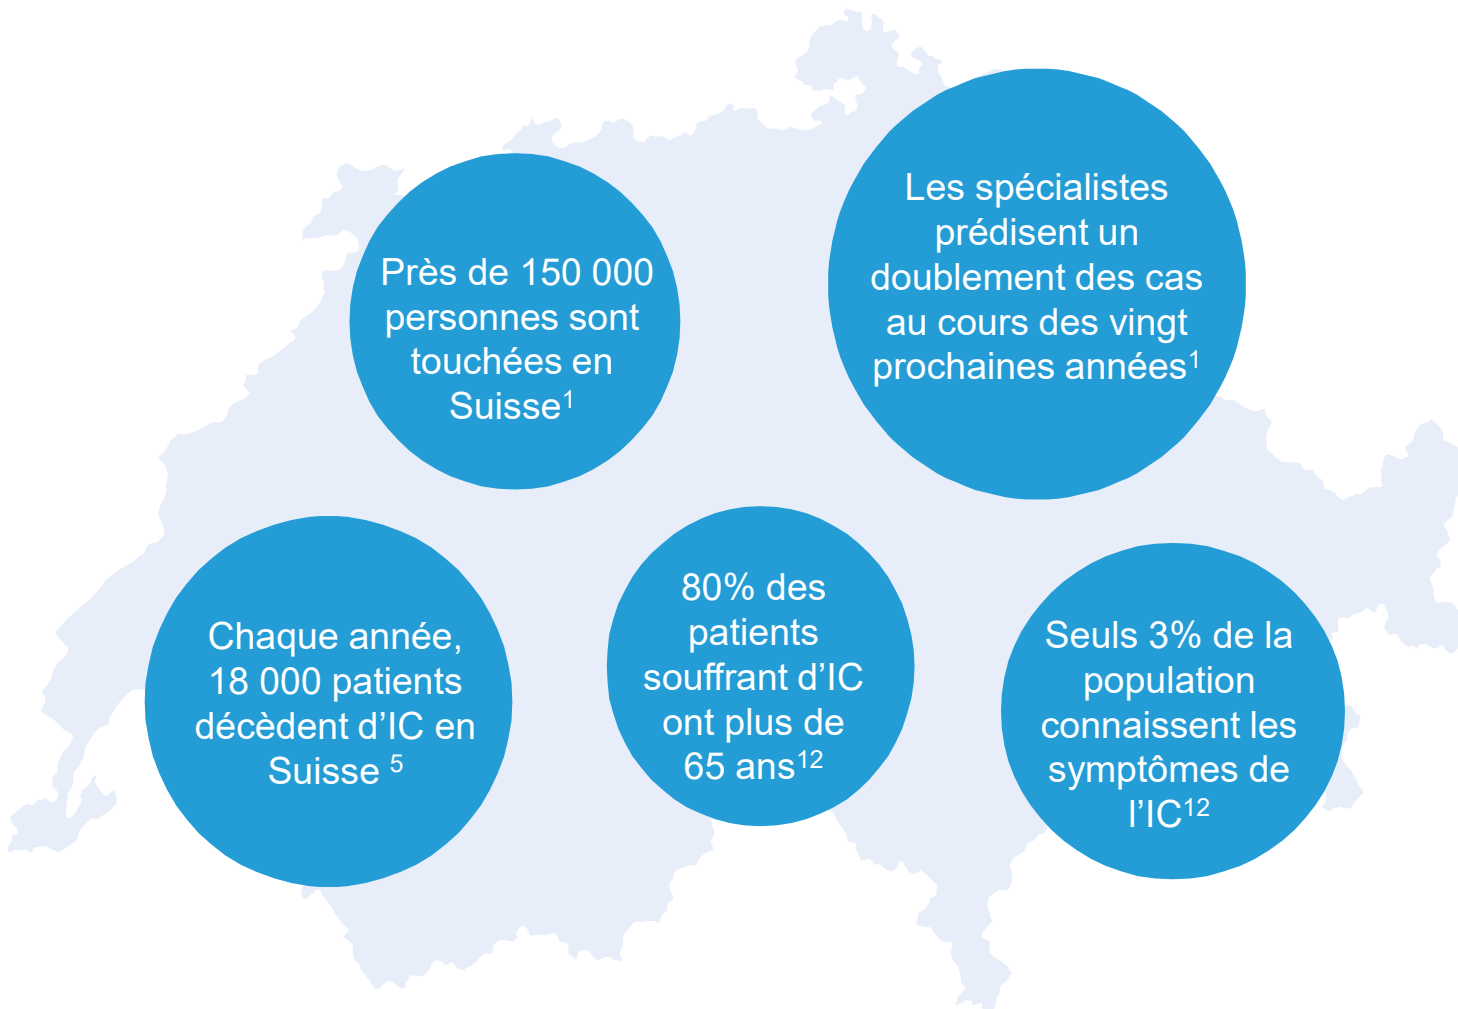 Près de 150 000
personnes sont
touchées en
Suisse¹
Les spécialistes
prédisent un
doublement des cas
au cours des vingt
prochaines années¹
Chaque année,
18 000 patients
décèdent d’IC en
Suisse ⁵
80% des
patients
souffrant d’IC
ont plus de
65 ans¹²
Seuls 3% de la
population
connaissent les
symptômes de
l’IC¹²